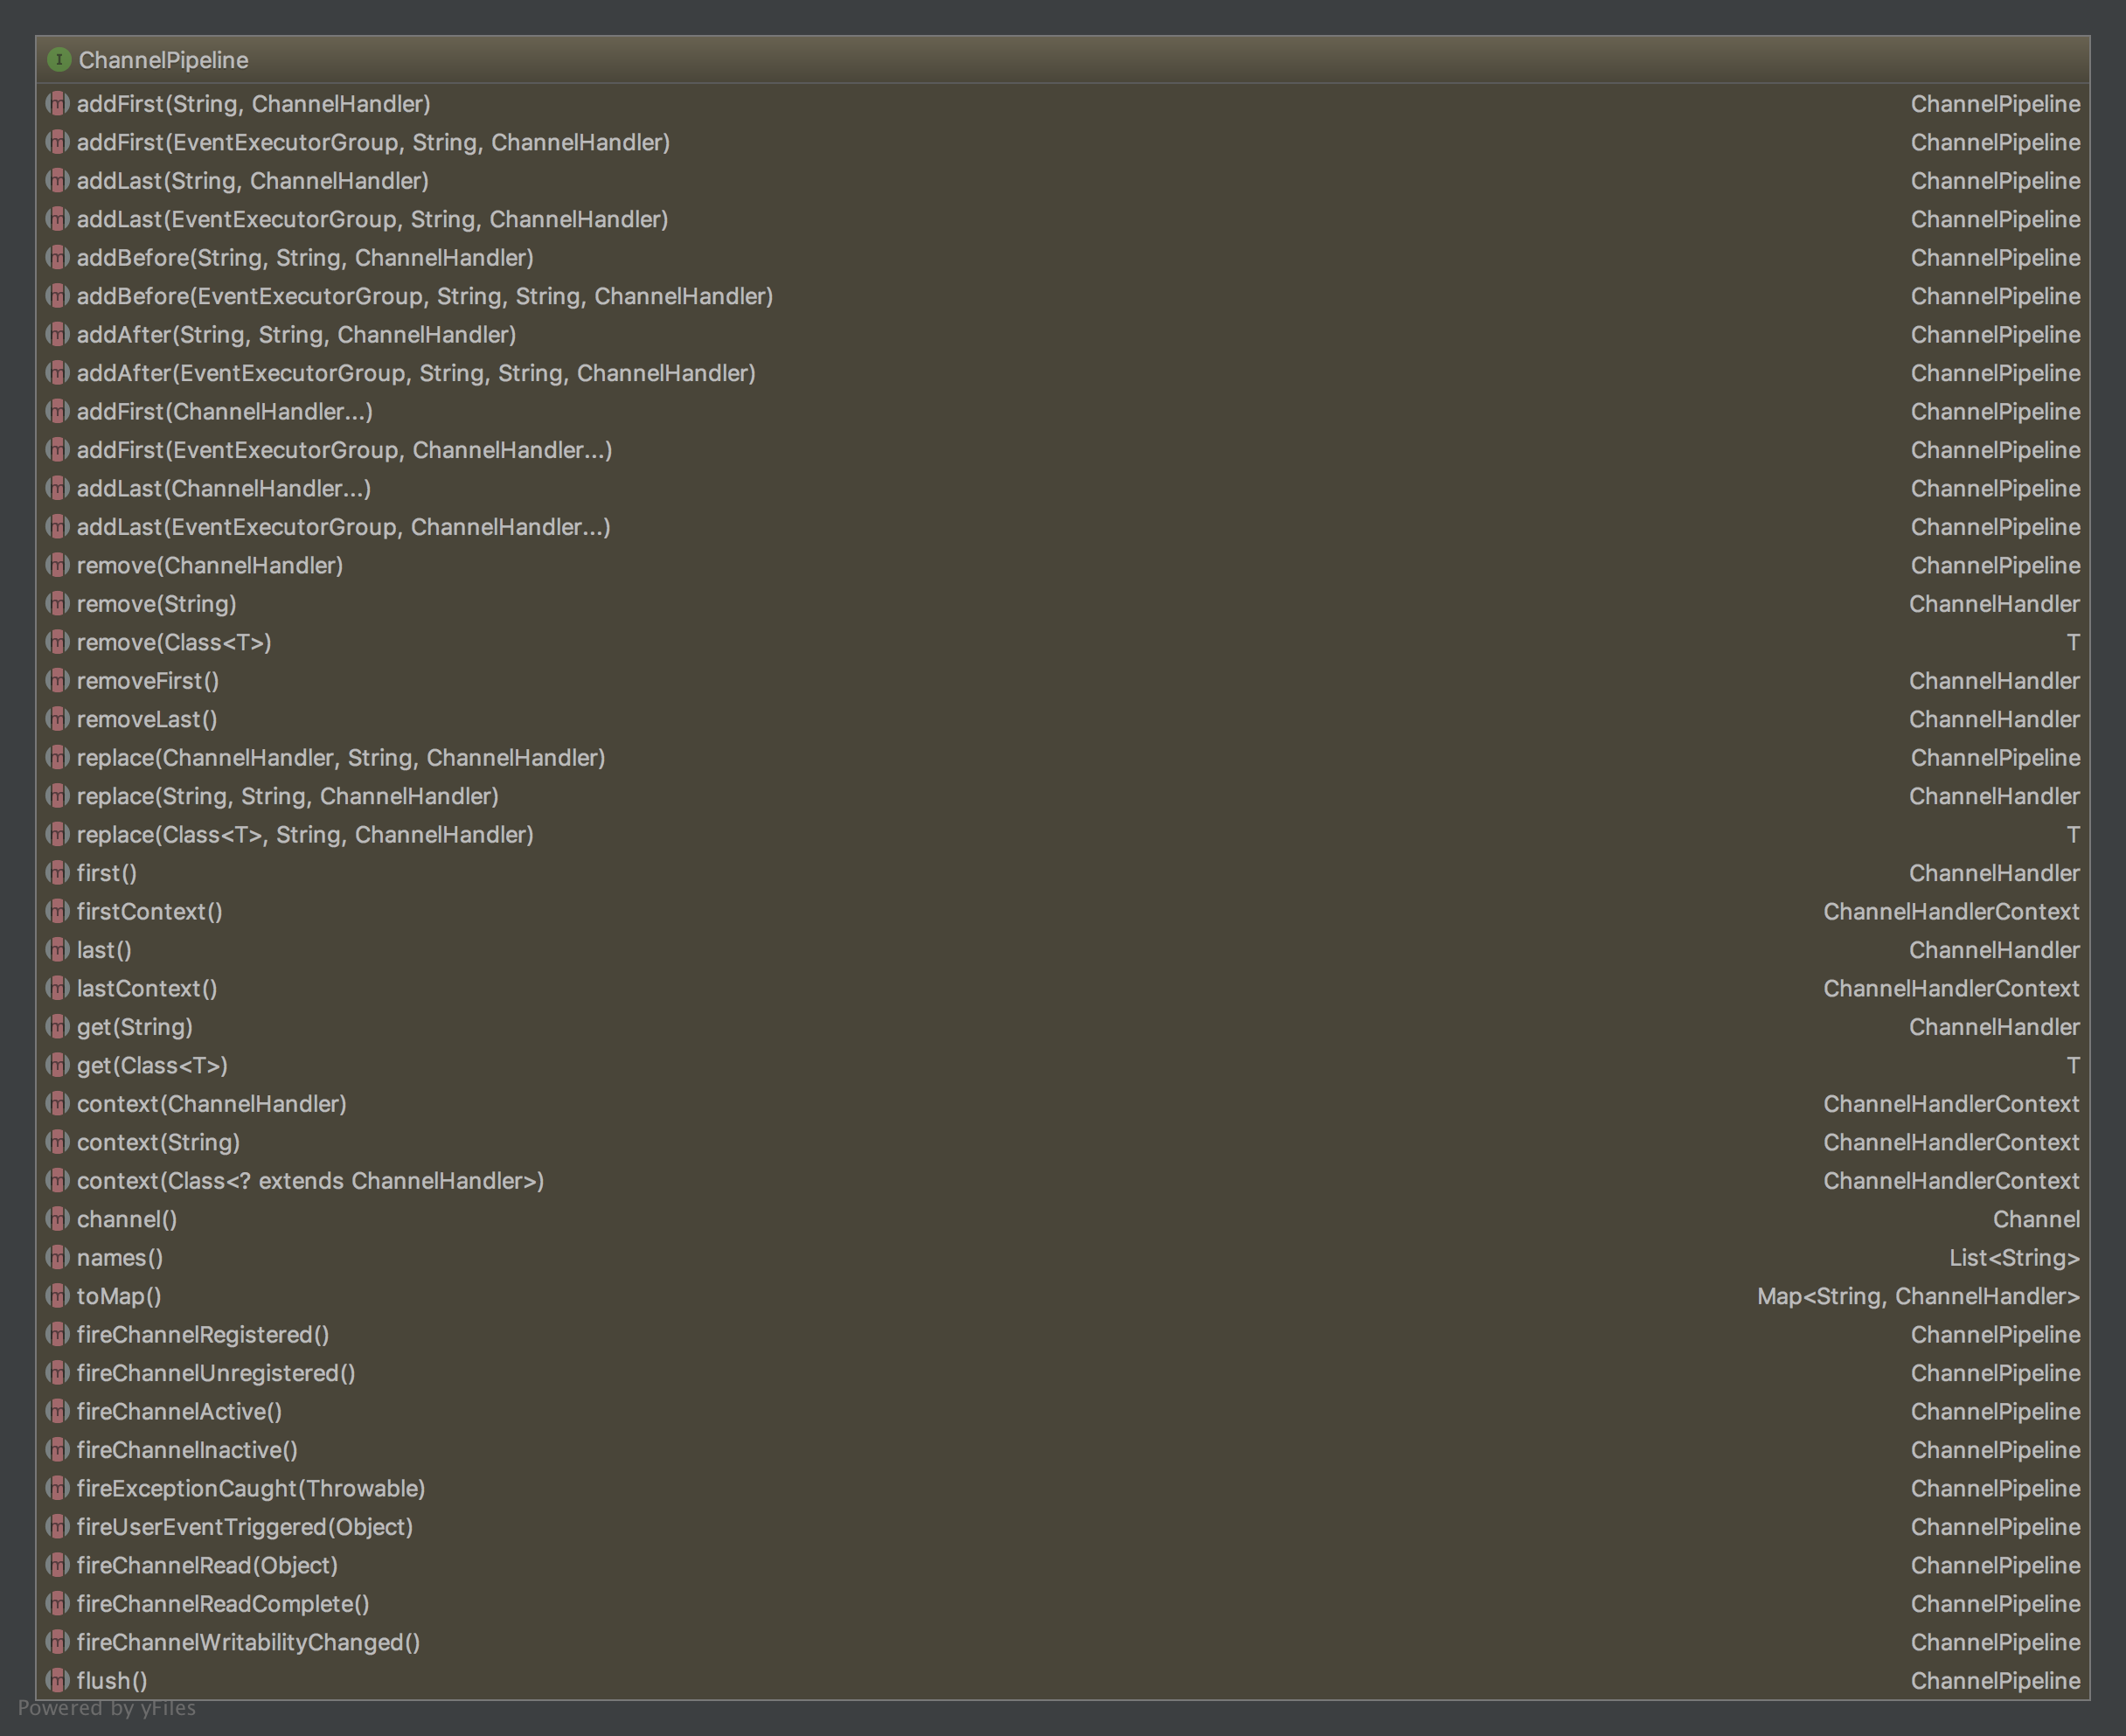 ChannelPipeline
addFirst(String, ChannelHandler) ChannelPipeline
addFirst(EventExecutorGroup, String, ChannelHandler) ChannelPipeline
addLast(String, ChannelHandler) ChannelPipeline
addLast(EventExecutorGroup, String, ChannelHandler) ChannelPipeline
addBefore(String, String, ChannelHandler) ChannelPipeline
addBefore(EventExecutorGroup, String, String, ChannelHandler) ChannelPipeline
addAfter(String, String, ChannelHandler) ChannelPipeline
addAfter(EventExecutorGroup, String, String, ChannelHandler) ChannelPipeline
addFirst(ChannelHandler...) ChannelPipeline
addFirst(EventExecutorGroup, ChannelHandler...) ChannelPipeline
addLast(ChannelHandler...) ChannelPipeline
addLast(EventExecutorGroup, ChannelHandler...) ChannelPipeline
remove(ChannelHandler) ChannelPipeline
remove(String) ChannelHandler
remove(Class<T>) T
removeFirst() ChannelHandler
removeLast() ChannelHandler
replace(ChannelHandler, String, ChannelHandler) ChannelPipeline
replace(String, String, ChannelHandler) ChannelHandler
replace(Class<T>, String, ChannelHandler) T
first() ChannelHandler
firstContext() ChannelHandlerContext
last() ChannelHandler
lastContext() ChannelHandlerContext
get(String) ChannelHandler
get(Class<T>) T
context(ChannelHandler) ChannelHandlerContext
context(String) ChannelHandlerContext
context(Class<? extends ChannelHandler>) ChannelHandlerContext
channel() Channel
names() List<String>
toMap() Map<String, ChannelHandler>
fireChannelRegistered() ChannelPipeline
fireChannelUnregistered() ChannelPipeline
fireChannelActive() ChannelPipeline
fireChannelInactive() ChannelPipeline
fireExceptionCaught(Throwable) ChannelPipeline
fireUserEventTriggered(Object) ChannelPipeline
fireChannelRead(Object) ChannelPipeline
fireChannelReadComplete() ChannelPipeline
fireChannelWritabilityChanged() ChannelPipeline
flush() ChannelPipeline
Powered by yFiles